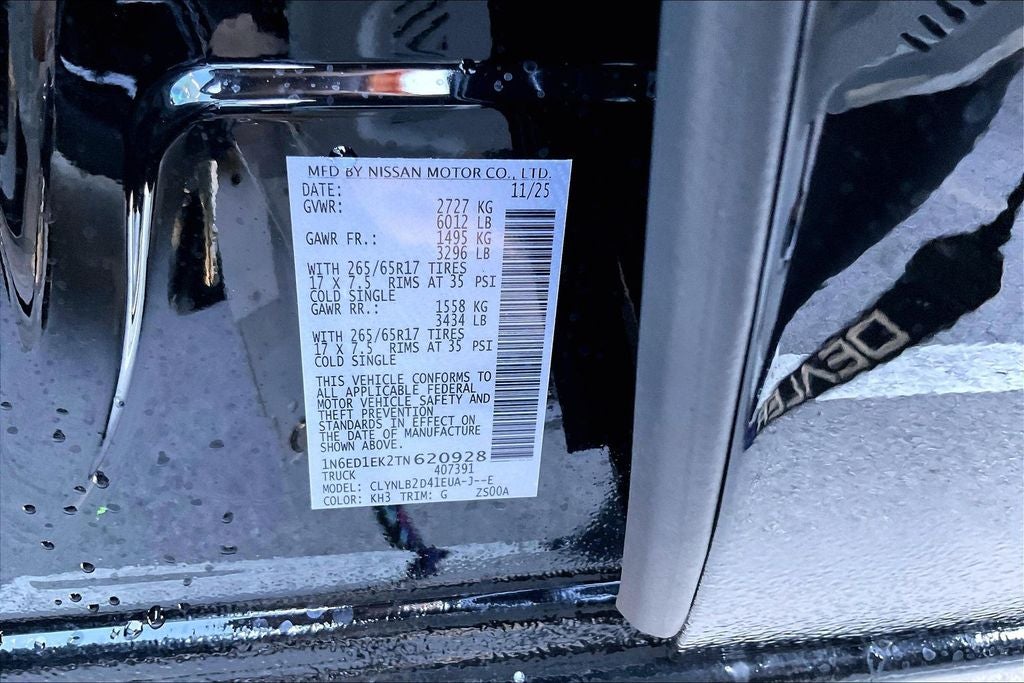 MFD BY NISSAN MOTOR CO., LTD.
DATE: 11/25
GVWR: 2727 KG
6012 LB
GAWR FR.: 1495 KG
3296 LB
WITH 265/65R17 TIRES
17 X 7.5 RIMS AT 35 PSI
COLD SINGLE
GAWR RR.: 1558 KG
3434 LB
WITH 265/65R17 TIRES
17 X 7.5 RIMS AT 35 PSI
COLD SINGLE
THIS VEHICLE CONFORMS TO
ALL APPLICABLE FEDERAL
MOTOR VEHICLE SAFETY AND
THEFT PREVENTION
STANDARDS IN EFFECT ON
THE DATE OF MANUFACTURE
SHOWN ABOVE.
1N6ED1EK2TN620928
TRUCK 407391
MODEL: CLYNLB2D41EUA-J--E
COLOR: KH3 TRIM: G ZS00A